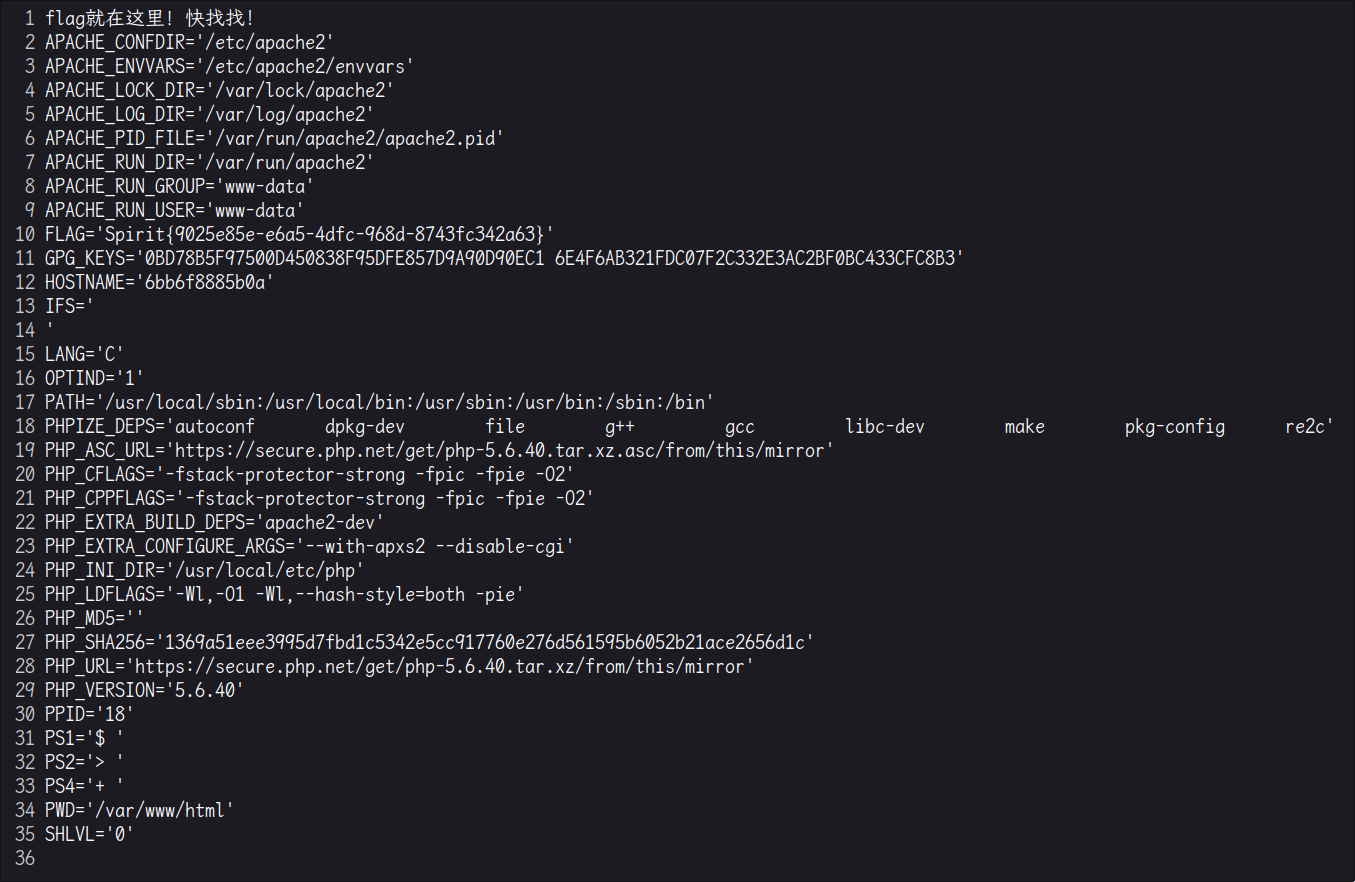 1 flag就在这里！快找找！
2 APACHE_CONFDIR='/etc/apache2'
3 APACHE_ENVVARS='/etc/apache2/envvars'
4 APACHE_LOCK_DIR='/var/lock/apache2'
5 APACHE_LOG_DIR='/var/log/apache2'
6 APACHE_PID_FILE='/var/run/apache2/apache2.pid'
7 APACHE_RUN_DIR='/var/run/apache2'
8 APACHE_RUN_GROUP='www-data'
9 APACHE_RUN_USER='www-data'
10 FLAG='Spirit{9025e85e-e6a5-4dfc-968d-8743fc342a63}'
11 GPG_KEYS='0BD78B5F97500D450838F95DFE857D9A90D90EC1 6E4F6AB321FDC07F2C332E3AC2BF0BC433CFC8B3'
12 HOSTNAME='6bb6f8885b0a'
13 IFS='
14 '
15 LANG='C'
16 OPTIND='1'
17 PATH='/usr/local/sbin:/usr/local/bin:/usr/sbin:/usr/bin:/sbin:/bin'
18 PHPIZE_DEPS='autoconf       dpkg-dev        file        g++         gcc         libc-dev        make        pkg-config      re2c'
19 PHP_ASC_URL='https://secure.php.net/get/php-5.6.40.tar.xz.asc/from/this/mirror'
20 PHP_CFLAGS='-fstack-protector-strong -fpic -fpie -O2'
21 PHP_CPPFLAGS='-fstack-protector-strong -fpic -fpie -O2'
22 PHP_EXTRA_BUILD_DEPS='apache2-dev'
23 PHP_EXTRA_CONFIGURE_ARGS='--with-apxs2 --disable-cgi'
24 PHP_INI_DIR='/usr/local/etc/php'
25 PHP_LDFLAGS='-Wl,-O1 -Wl,--hash-style=both -pie'
26 PHP_MD5=''
27 PHP_SHA256='1369a51eee3995d7fbd1c5342e5cc917760e276d561595b6052b21ace2656d1c'
28 PHP_URL='https://secure.php.net/get/php-5.6.40.tar.xz/from/this/mirror'
29 PHP_VERSION='5.6.40'
30 PPID='18'
31 PS1='$ '
32 PS2='> '
33 PS4='+ '
34 PWD='/var/www/html'
35 SHLVL='0'
36